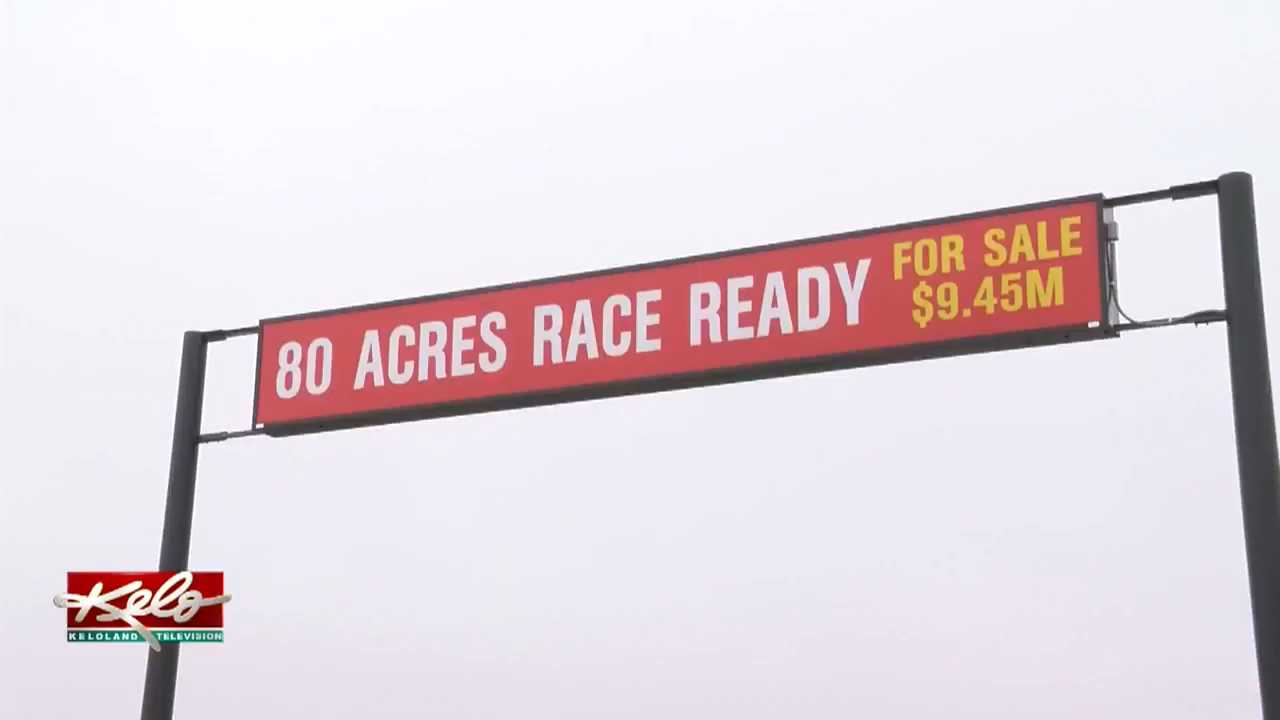 80 ACRES RACE READY
FOR SALE
$9.45M
Kelo
KELOLAND TELEVISION